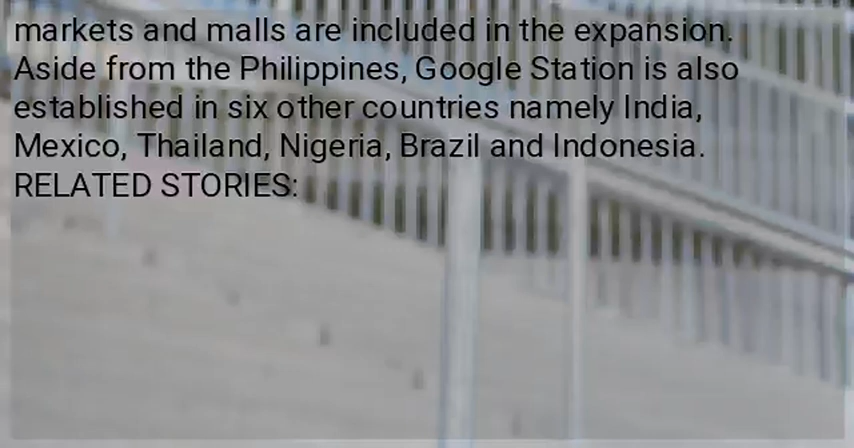 markets and malls are included in the expansion.
Aside from the Philippines, Google Station is also
established in six other countries namely India,
Mexico, Thailand, Nigeria, Brazil and Indonesia.
RELATED STORIES: